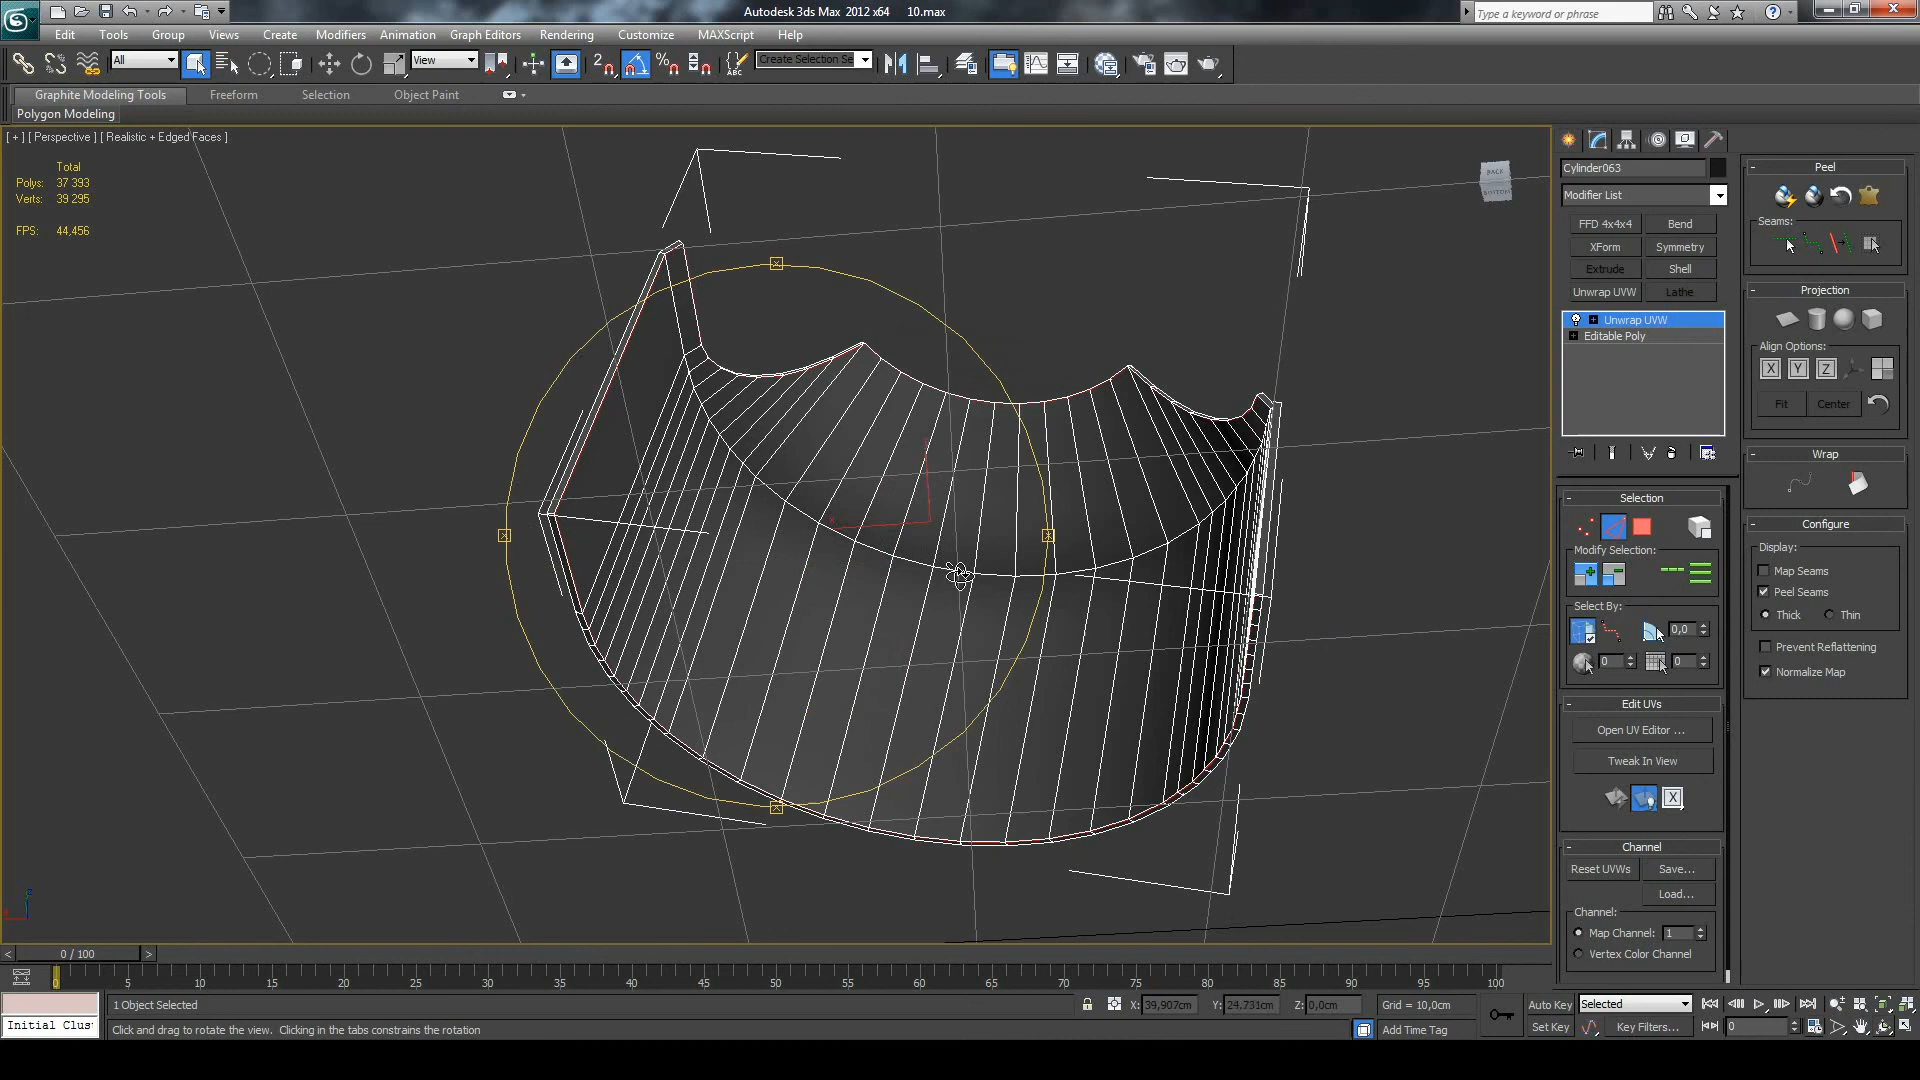 Autodesk 3ds Max 2012 x64 10.max
Type a keyword or phrase
Edit Tools Group Views Create Modifiers Animation Graph Editors Rendering Customize MAXScript Help
All View Create Selection Se
Graphite Modeling Tools Freeform Selection Object Paint
Polygon Modeling
[ + ] [ Perspective ] [ Realistic + Edged Faces ]
Total
Polys: 37 393
Verts: 39 295
FPS: 44,456
BACK
BOTTOM
Cylinder063
Modifier List
FFD 4x4x4 Bend
XForm Symmetry
Extrude Shell
Unwrap UVW Lathe
Unwrap UVW
Editable Poly
Selection
Modify Selection:
Select By:
0,0
0 0
Edit UVs
Open UV Editor ...
Tweak In View
Channel
Reset UVWs Save...
Load...
Channel:
Map Channel: 1
Vertex Color Channel
Peel
Seams:
Projection
Align Options:
X Y Z
Fit Center
Wrap
Configure
Display:
Map Seams
Peel Seams
Thick Thin
Prevent Reflattening
Normalize Map
0 / 100
0 5 10 15 20 25 30 35 40 45 50 55 60 65 70 75 80 85 90 95 100
1 Object Selected X: 39,907cm Y: 24,731cm Z: 0,0cm Grid = 10,0cm Auto Key Selected
Initial Clus Click and drag to rotate the view. Clicking in the tabs constrains the rotation Add Time Tag Set Key Key Filters... 0